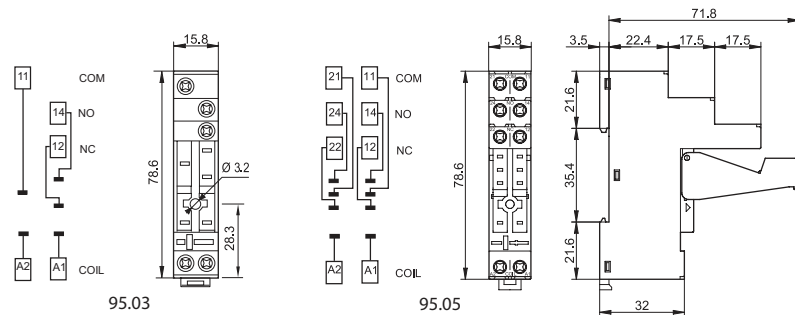 71.8
15.8
15.8
3.5 22.4 17.5 17.5
11 COM
14 NO
12 NC
78.6
Ø 3.2
28.3
A2 A1 COIL
95.03
21 11 COM
24 14 NO
22 12 NC
78.6
A2 A1 COIL
95.05
21.6
35.4
21.6
32